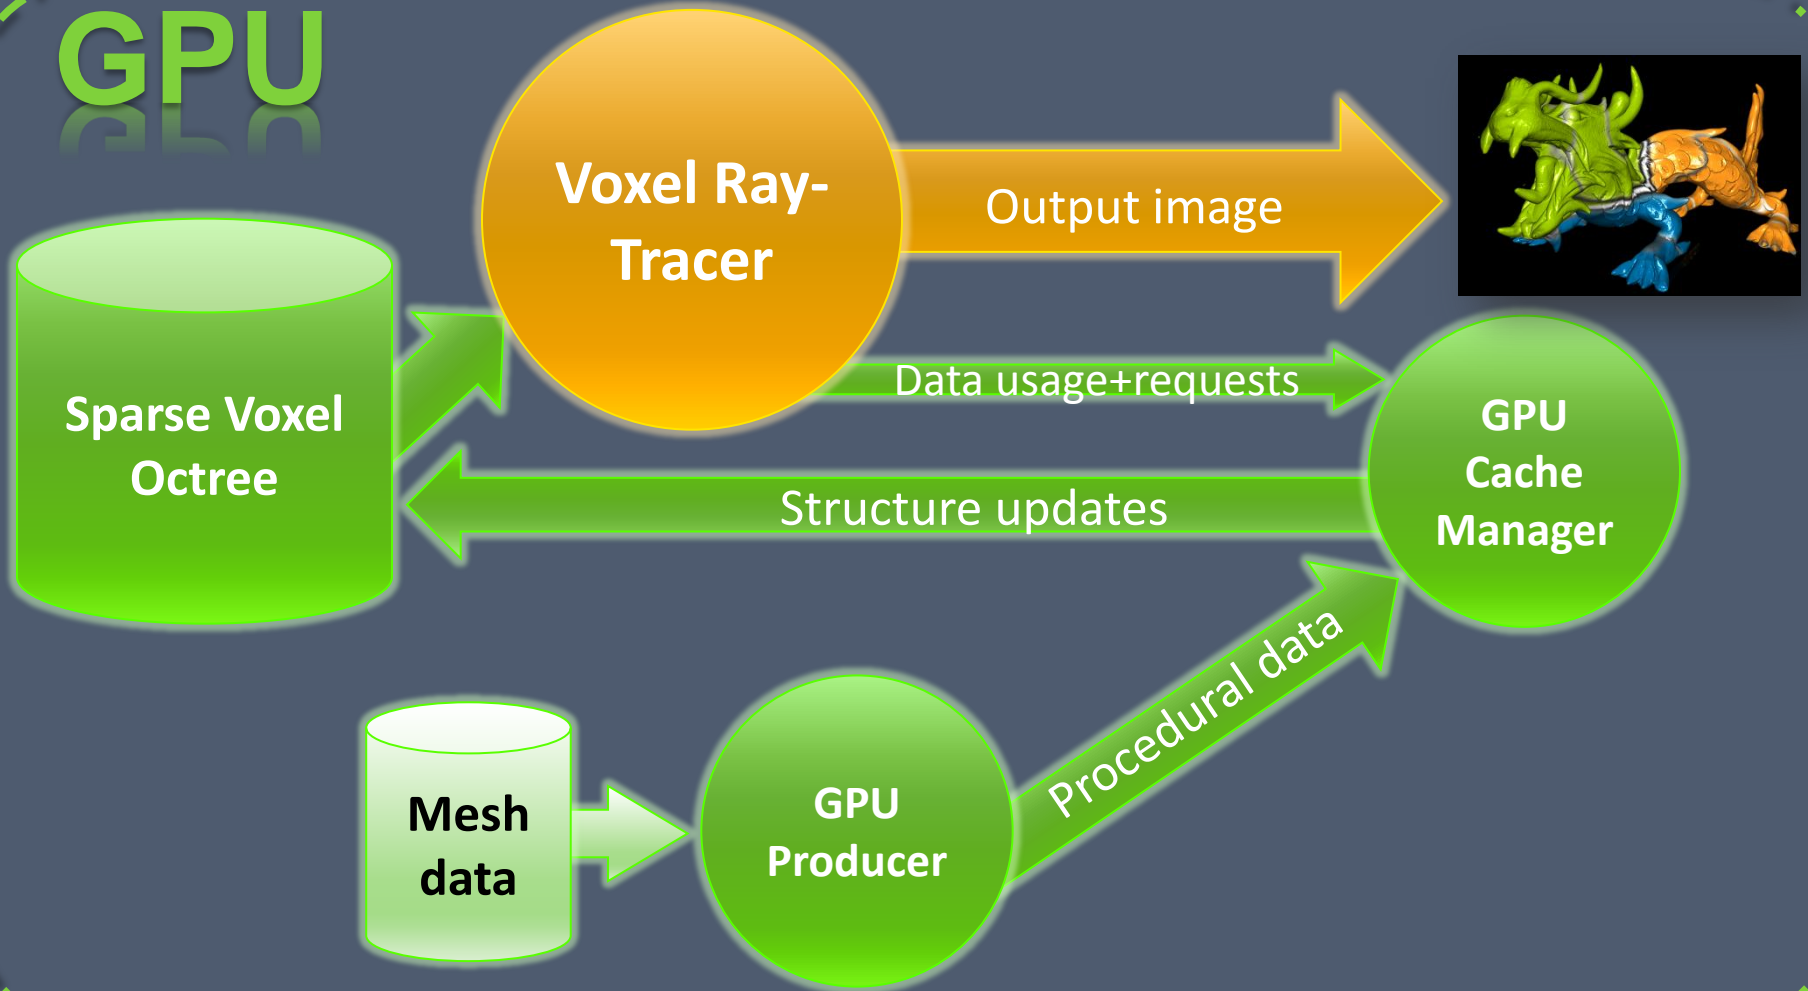 GPU
Voxel Ray-
Tracer
Output image
Sparse Voxel
Octree
Data usage+requests
GPU
Cache
Manager
Structure updates
Procedural data
Mesh
data
GPU
Producer